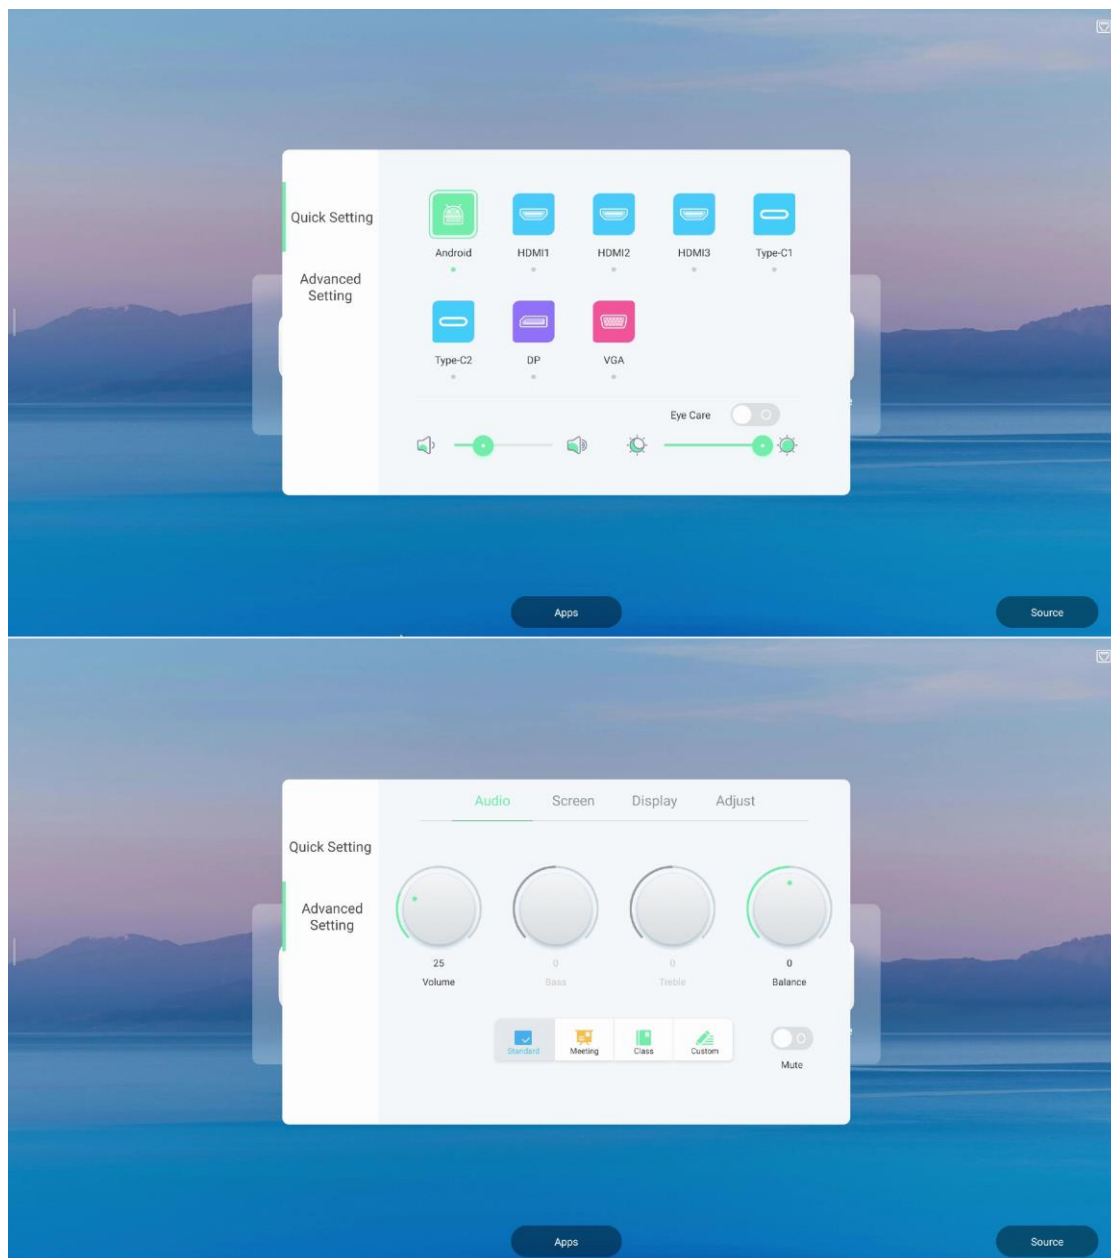 Quick Setting
Advanced
Setting
Android
HDMI1
HDMI2
HDMI3
Type-C1
Type-C2
DP
VGA
Eye Care
Apps
Source
Audio
Screen
Display
Adjust
Quick Setting
Advanced
Setting
25
0
0
0
Volume
Bass
Treble
Balance
Standard
Meeting
Class
Custom
Mute
Apps
Source